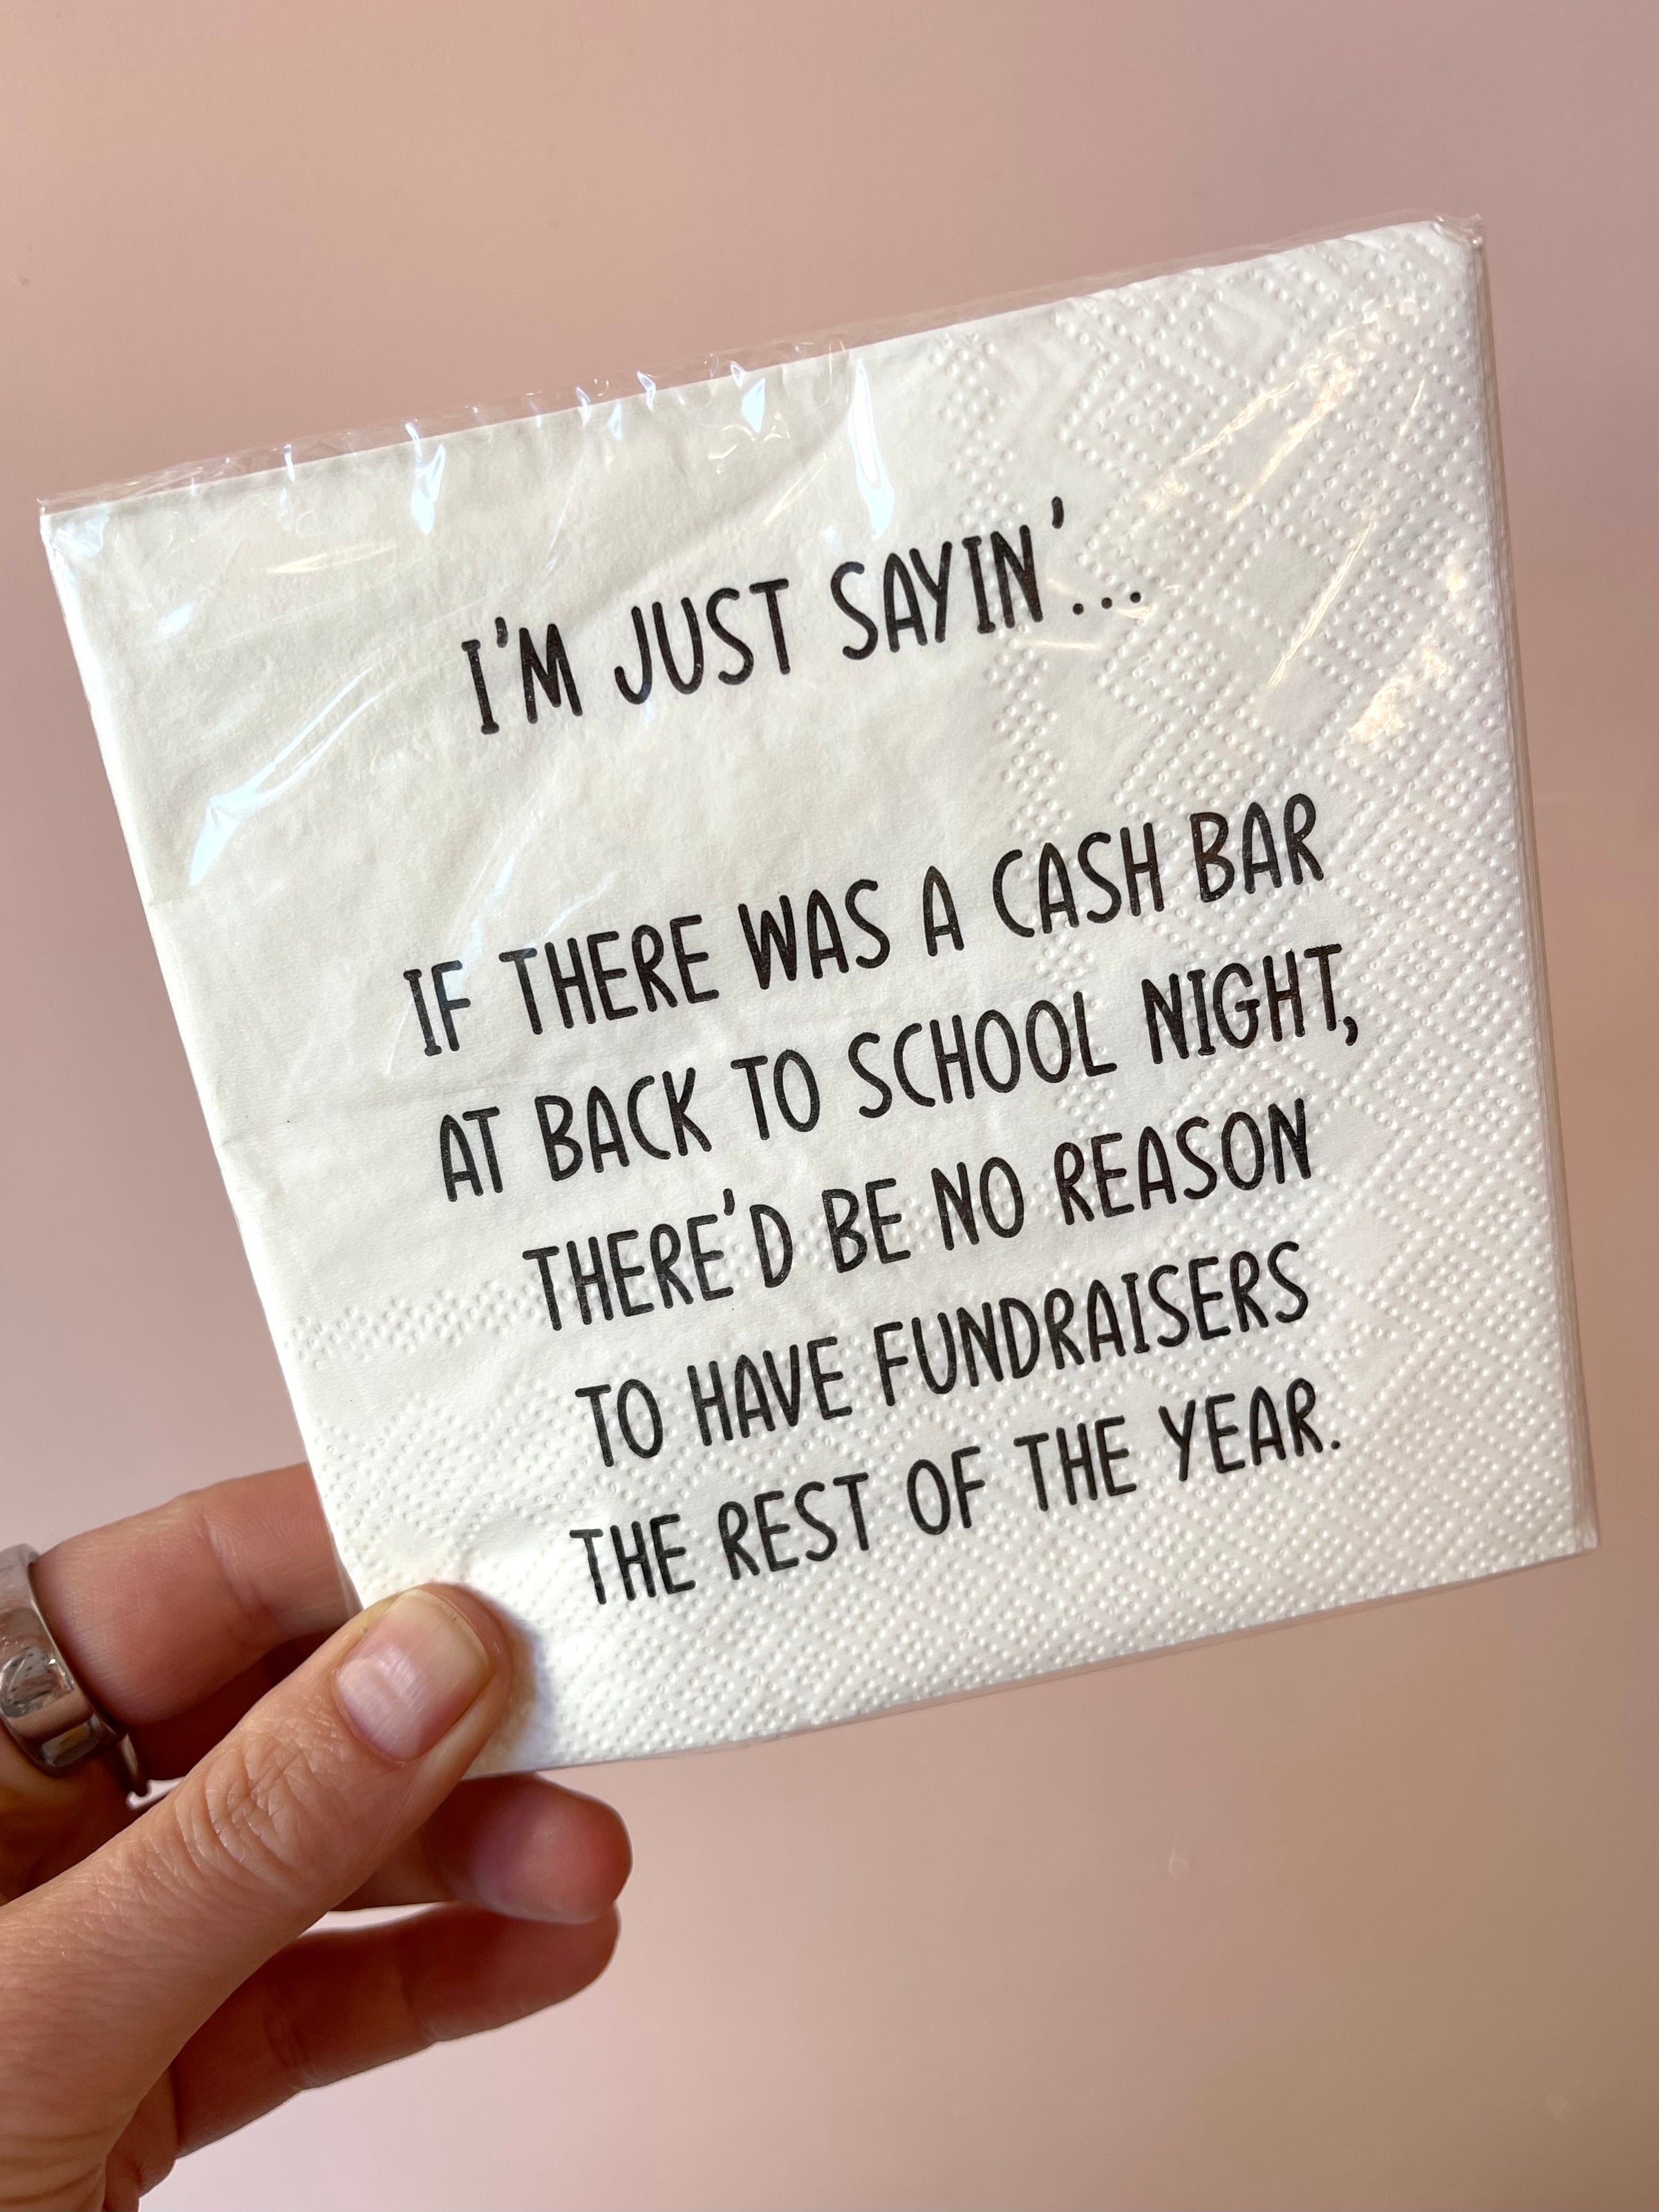 I'M JUST SAYIN'...
IF THERE WAS A CASH BAR
AT BACK TO SCHOOL NIGHT,
THERE'D BE NO REASON
TO HAVE FUNDRAISERS
THE REST OF THE YEAR.